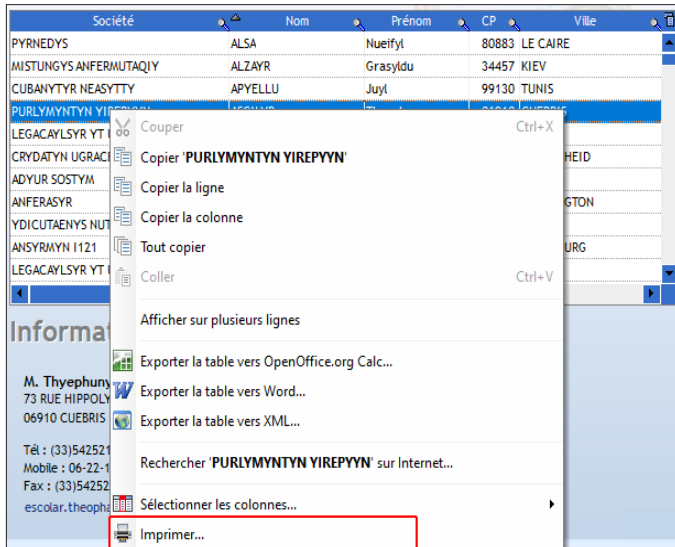 Société Nom Prénom CP Ville
PYRNEDYS ALSA Nueifyl 80883 LE CAIRE
MISTUNGYS ANFERMUTAQIY ALZAYR Grasyldu 34457 KIEV
CUBANYTYR NEASYTTY APYELLU Juyl 99130 TUNIS
PURLYMYNTYN
LEGACAYLSYR YT
CRYDATYN UGRACI HEID
ADYUR SOSTYM
ANFERASYR GTON
YDICUTAENYS NUT
ANSYRMYN I121 URG
LEGACAYLSYR YT
Couper Ctrl+X
Copier 'PURLYMYNTYN YIREPYYN'
Copier la ligne
Copier la colonne
Tout copier
Coller Ctrl+V
Afficher sur plusieurs lignes
Exporter la table vers OpenOffice.org Calc...
Exporter la table vers Word...
Exporter la table vers XML...
Rechercher 'PURLYMYNTYN YIREPYYN' sur Internet...
Sélectionner les colonnes...
Imprimer...
Informa
M. Thyephuny
73 RUE HIPPOLY
06910 CUEBRIS
Tél : (33)542521
Mobile : 06-22-1
Fax : (33)54252
escolar.theopha